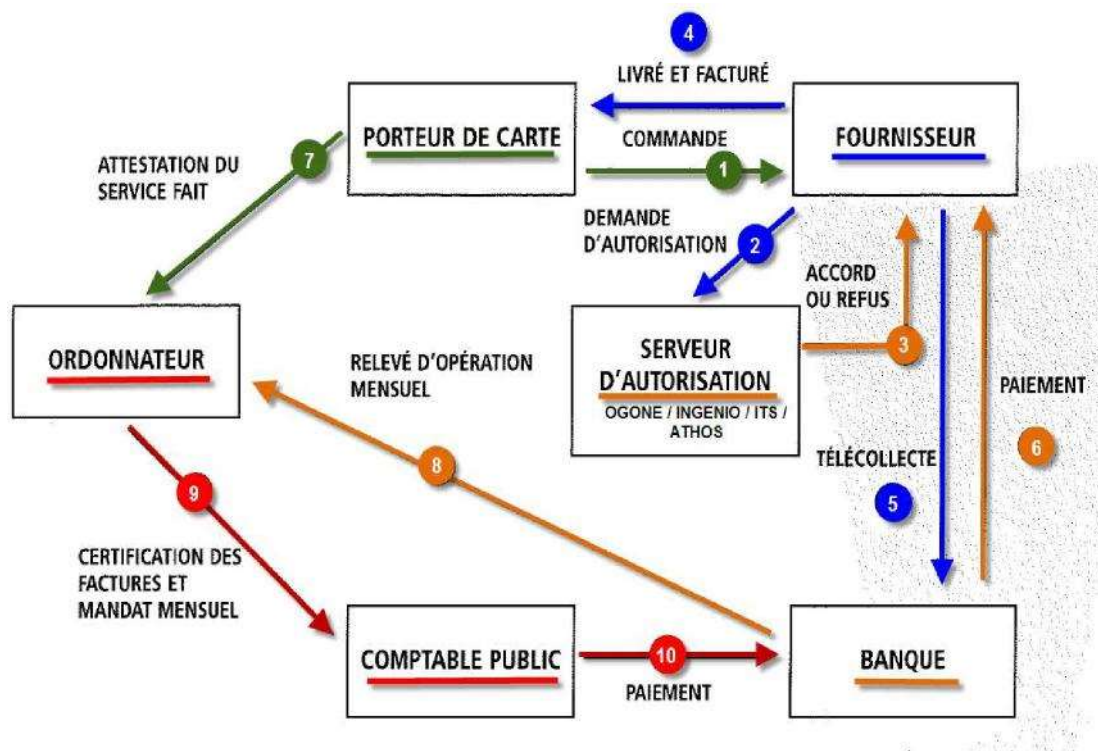 4
LIVRÉ ET FACTURÉ
PORTEUR DE CARTE
FOURNISSEUR
COMMANDE
1
7
ATTESTATION DU
SERVICE FAIT
DEMANDE
D'AUTORISATION
2
ACCORD
OU REFUS
3
ORDONNATEUR
RELEVÉ D'OPÉRATION
MENSUEL
SERVEUR
D'AUTORISATION
OGONE / INGENIO / ITS /
ATHOS
PAIEMENT
6
8
TÉLÉCOLLECTE
5
9
CERTIFICATION DES
FACTURES ET
MANDAT MENSUEL
COMPTABLE PUBLIC
10
PAIEMENT
BANQUE